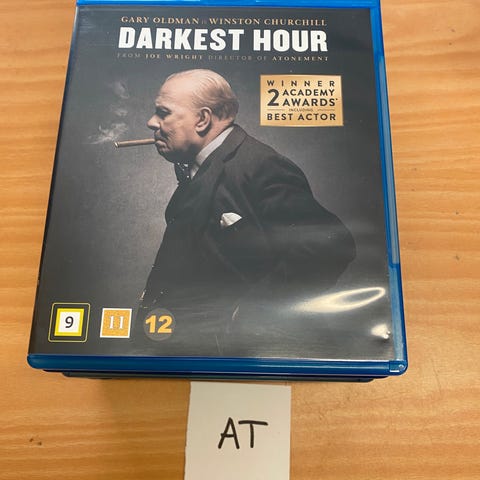 GARY OLDMAN IS WINSTON CHURCHILL
DARKEST HOUR
FROM JOE WRIGHT DIRECTOR OF ATONEMENT
WINNER
2 ACADEMY
AWARDS®
INCLUDING
BEST ACTOR
9
11
12
AT